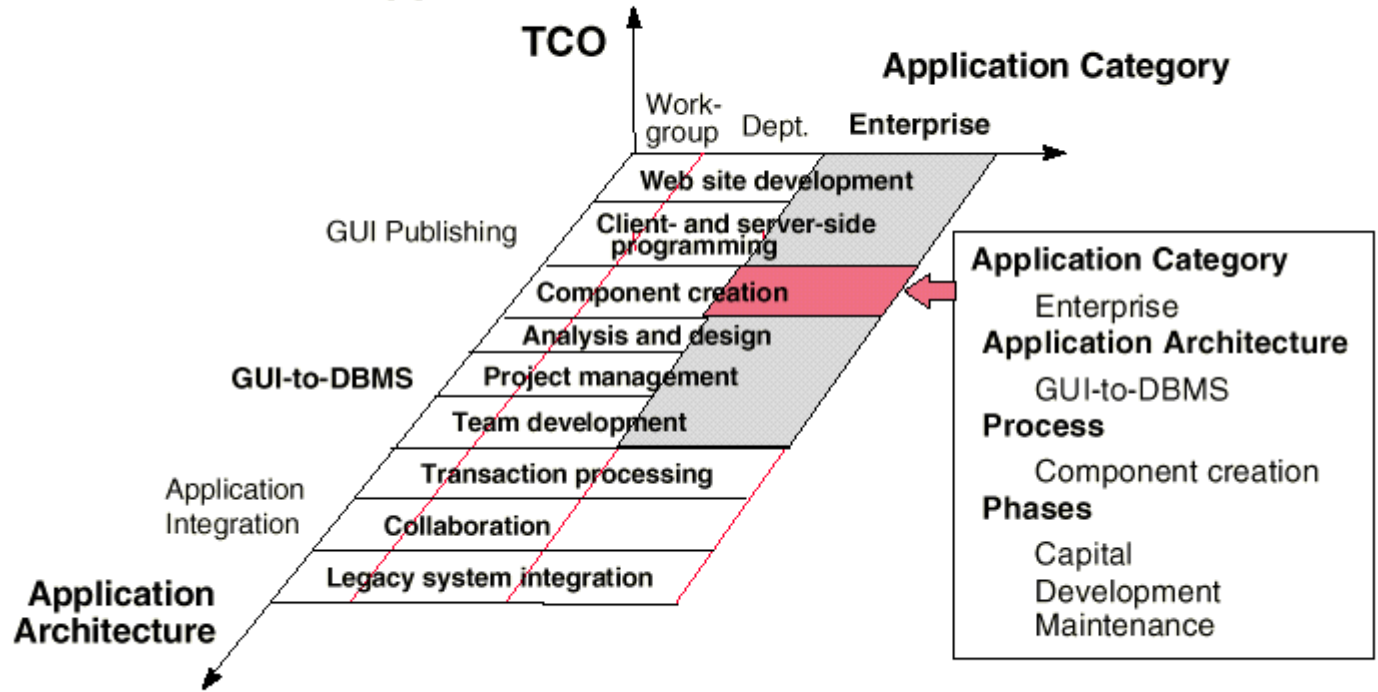 TCO
Application Category
Work-
group
Dept.
Enterprise
Web site development
GUI Publishing
Client- and server-side
programming
Component creation
Analysis and design
GUI-to-DBMS
Project management
Team development
Transaction processing
Application
Integration
Collaboration
Legacy system integration
Application
Architecture
Application Category
Enterprise
Application Architecture
GUI-to-DBMS
Process
Component creation
Phases
Capital
Development
Maintenance